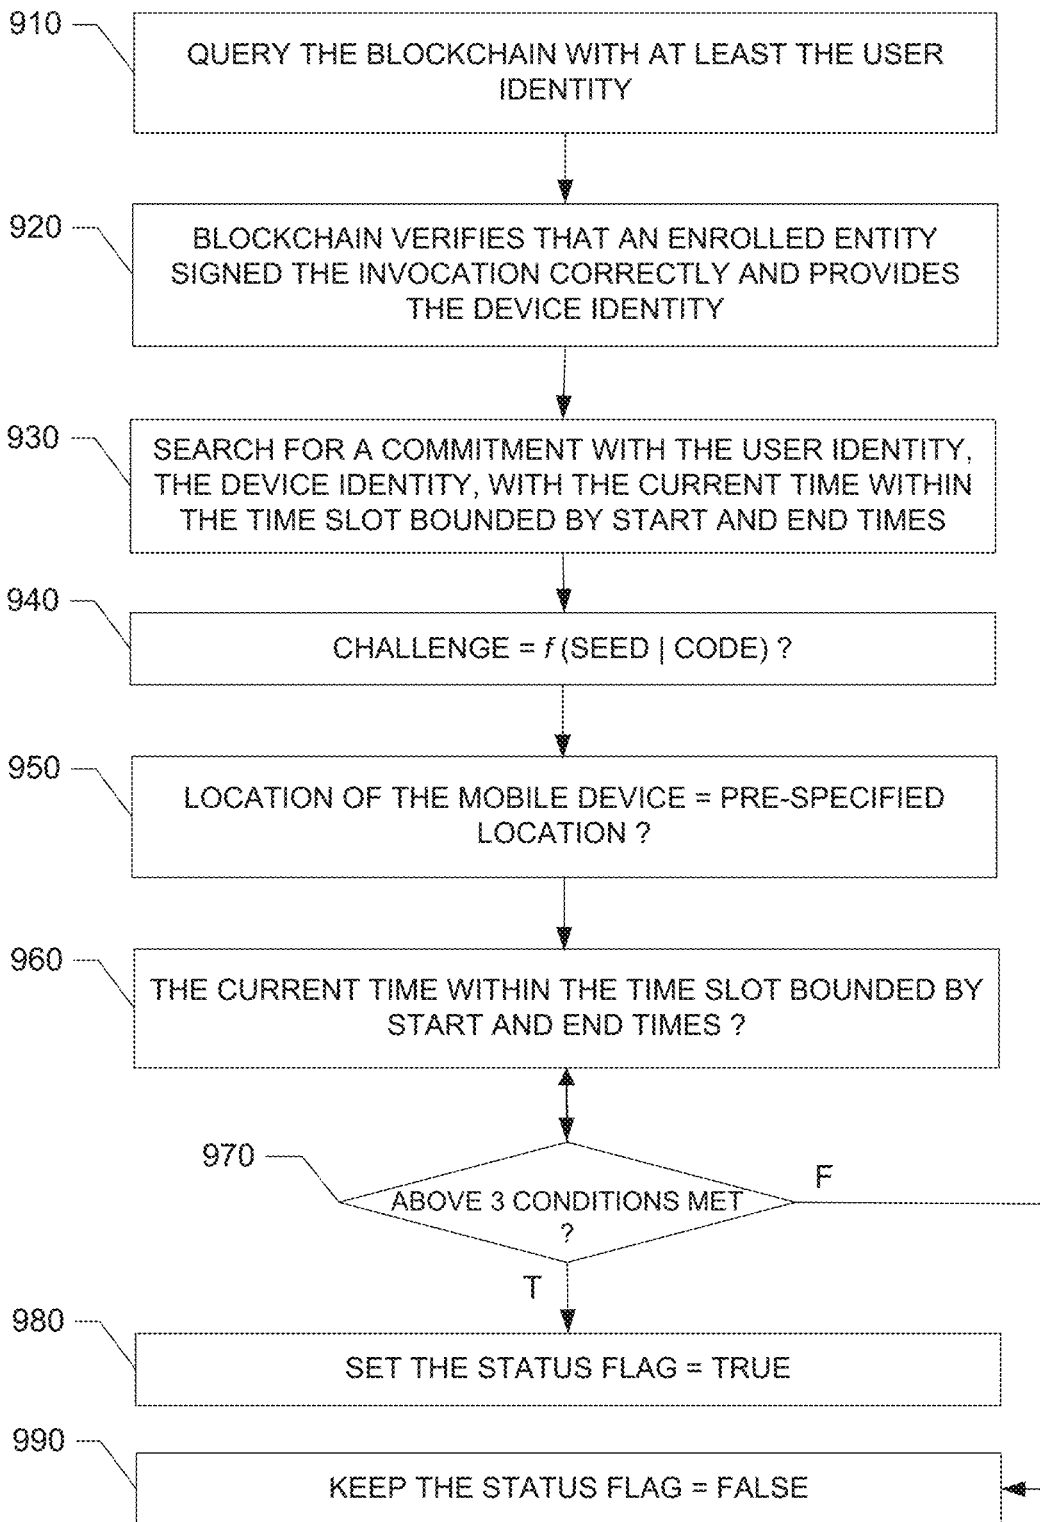 910
QUERY THE BLOCKCHAIN WITH AT LEAST THE USER
IDENTITY
920
BLOCKCHAIN VERIFIES THAT AN ENROLLED ENTITY
SIGNED THE INVOCATION CORRECTLY AND PROVIDES
THE DEVICE IDENTITY
930
SEARCH FOR A COMMITMENT WITH THE USER IDENTITY,
THE DEVICE IDENTITY, WITH THE CURRENT TIME WITHIN
THE TIME SLOT BOUNDED BY START AND END TIMES
940
CHALLENGE = f (SEED | CODE) ?
950
LOCATION OF THE MOBILE DEVICE = PRE-SPECIFIED
LOCATION ?
960
THE CURRENT TIME WITHIN THE TIME SLOT BOUNDED BY
START AND END TIMES ?
970
ABOVE 3 CONDITIONS MET
?
F
T
980
SET THE STATUS FLAG = TRUE
990
KEEP THE STATUS FLAG = FALSE